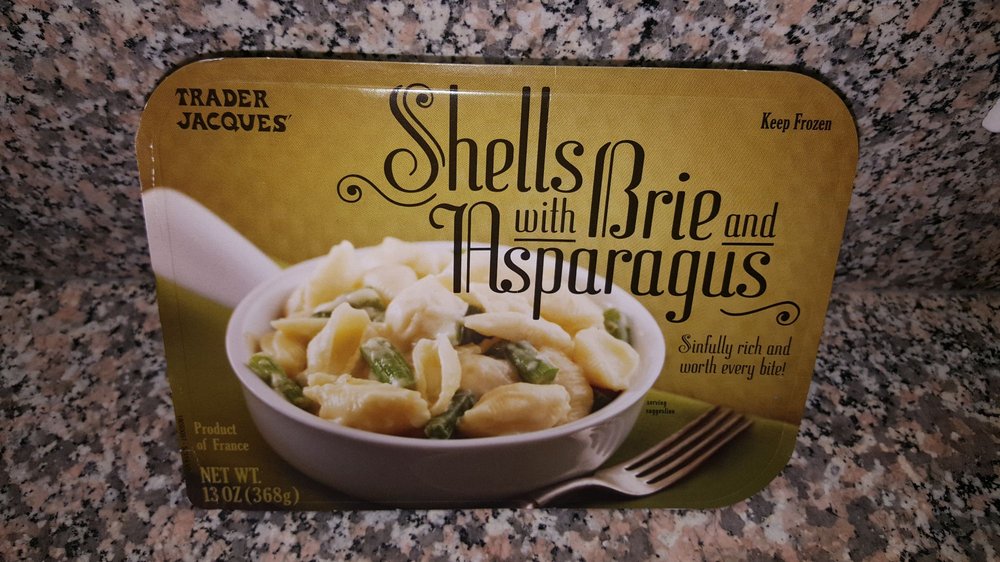 TRADER
JACQUES'
Keep Frozen
Shells
with Brie and
Asparagus
Sinfully rich and
worth every bite!
serving
suggestion
Product
of France
NET WT.
13 OZ (368g)